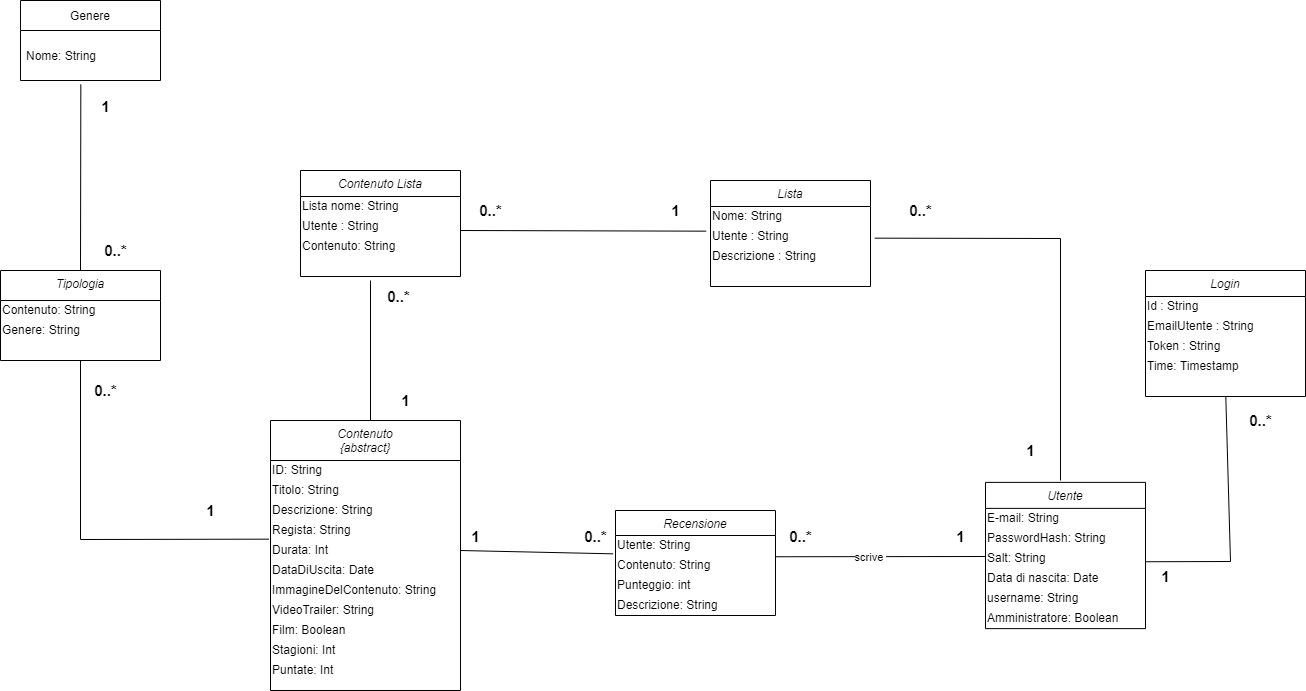 Genere
Nome: String
1
0..*
Tipologia
Contenuto: String
Genere: String
0..*
1
Contenuto Lista
Lista nome: String
Utente : String
Contenuto: String
0..*
1
0..*
1
Lista
Nome: String
Utente : String
Descrizione : String
0..*
1
Login
Id : String
EmailUtente : String
Token : String
Time: Timestamp
0..*
1
Contenuto
{abstract}
ID: String
Titolo: String
Descrizione: String
Regista: String
Durata: Int
DataDiUscita: Date
ImmagineDelContenuto: String
VideoTrailer: String
Film: Boolean
Stagioni: Int
Puntate: Int
1
0..*
Recensione
Utente: String
Contenuto: String
Punteggio: int
Descrizione: String
0..*
scrive
1
Utente
E-mail: String
PasswordHash: String
Salt: String
Data di nascita: Date
username: String
Amministratore: Boolean